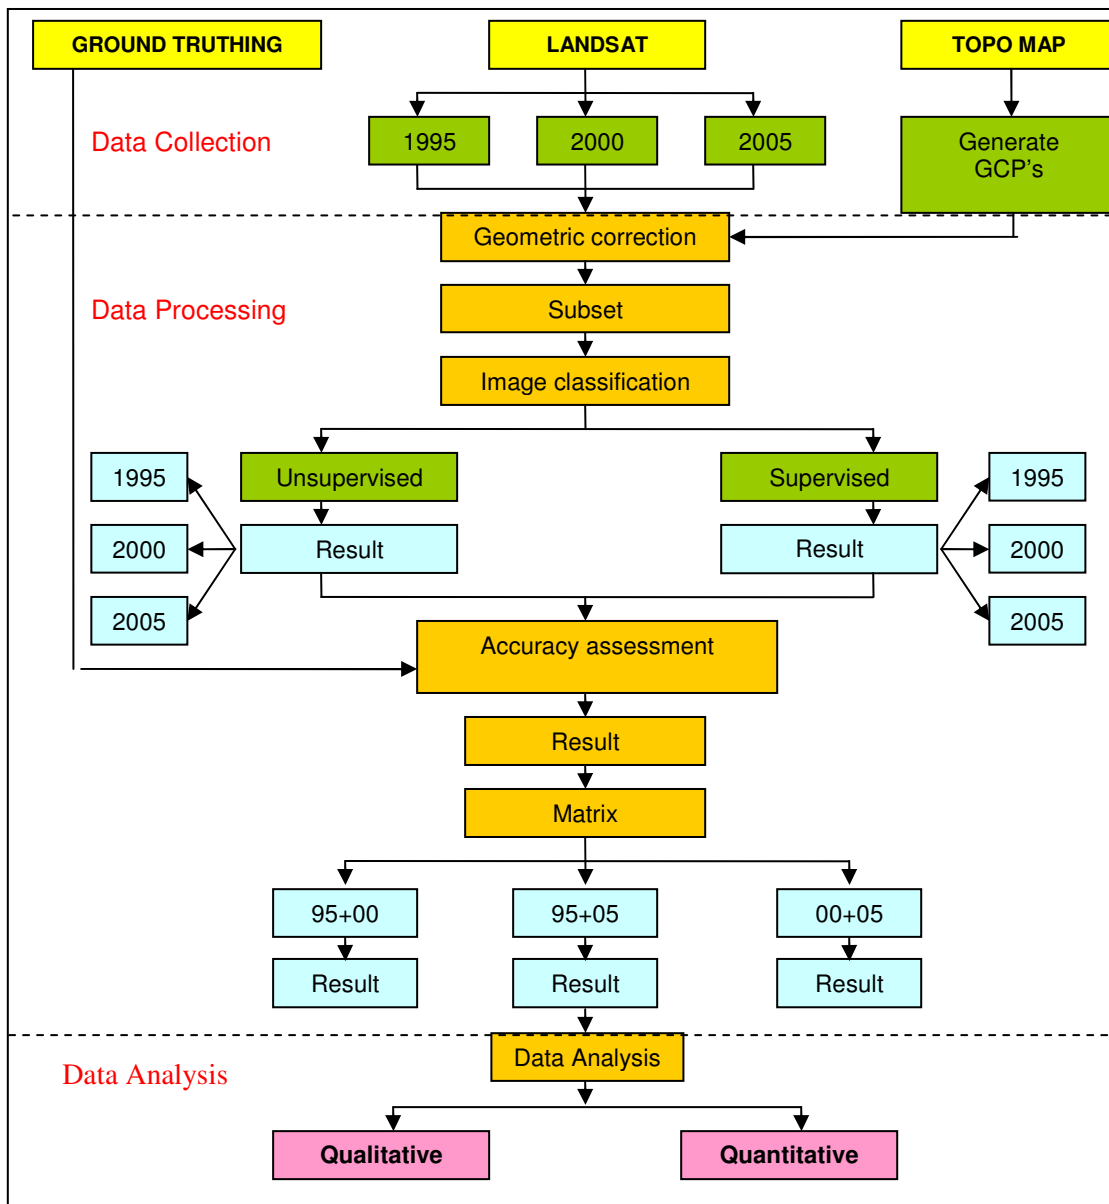 GROUND TRUTHING
LANDSAT
TOPO MAP
Data Collection
1995
2000
2005
Generate
GCP's
Geometric correction
Data Processing
Subset
Image classification
Unsupervised
Supervised
1995
2000
2005
Result
Result
1995
2000
2005
Accuracy assessment
Result
Matrix
95+00
95+05
00+05
Result
Result
Result
Data Analysis
Data Analysis
Qualitative
Quantitative